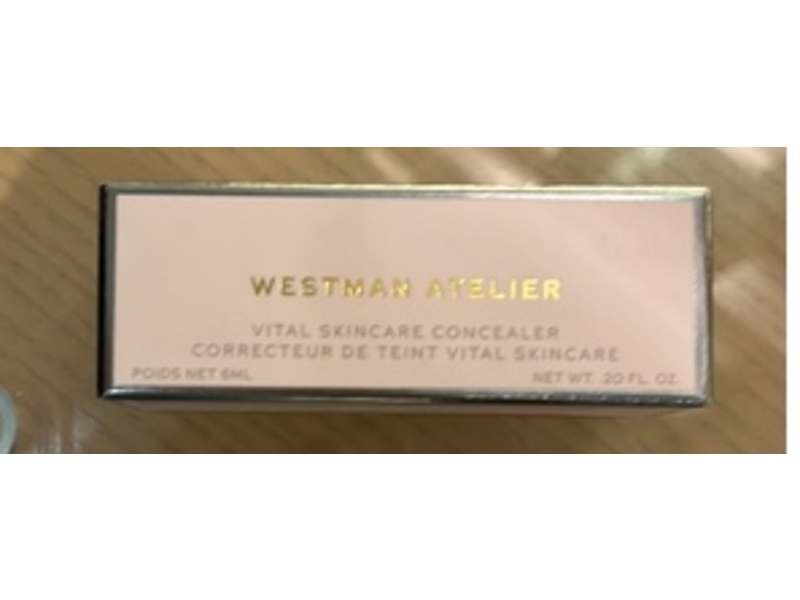 WESTMAN ATELIER
VITAL SKINCARE CONCEALER
CORRECTEUR DE TEINT VITAL SKINCARE
POIDS NET 6ML
NET WT. .20 FL. OZ.